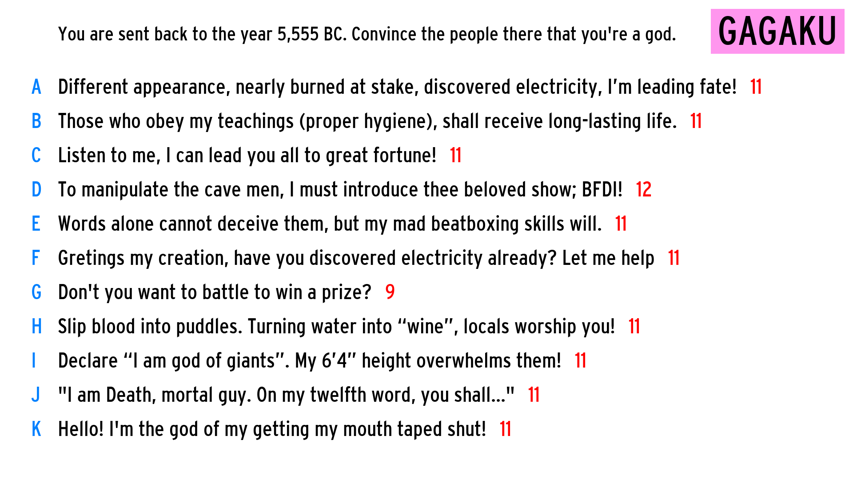 You are sent back to the year 5,555 BC. Convince the people there that you're a god.
GAGAKU
A Different appearance, nearly burned at stake, discovered electricity, I’m leading fate! 11
B Those who obey my teachings (proper hygiene), shall receive long-lasting life. 11
C Listen to me, I can lead you all to great fortune! 11
D To manipulate the cave men, I must introduce thee beloved show; BFDI! 12
E Words alone cannot deceive them, but my mad beatboxing skills will. 11
F Gretings my creation, have you discovered electricity already? Let me help 11
G Don't you want to battle to win a prize? 9
H Slip blood into puddles. Turning water into “wine”, locals worship you! 11
I Declare “I am god of giants”. My 6’4” height overwhelms them! 11
J "I am Death, mortal guy. On my twelfth word, you shall..." 11
K Hello! I'm the god of my getting my mouth taped shut! 11